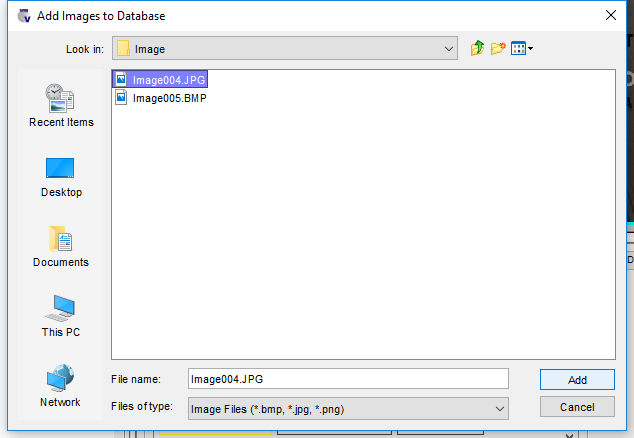 Add Images to Database
Look in: Image
Image004.JPG
Image005.BMP
Recent Items
Desktop
Documents
This PC
Network
File name: Image004.JPG
Add
Files of type: Image Files (*.bmp, *.jpg, *.png)
Cancel